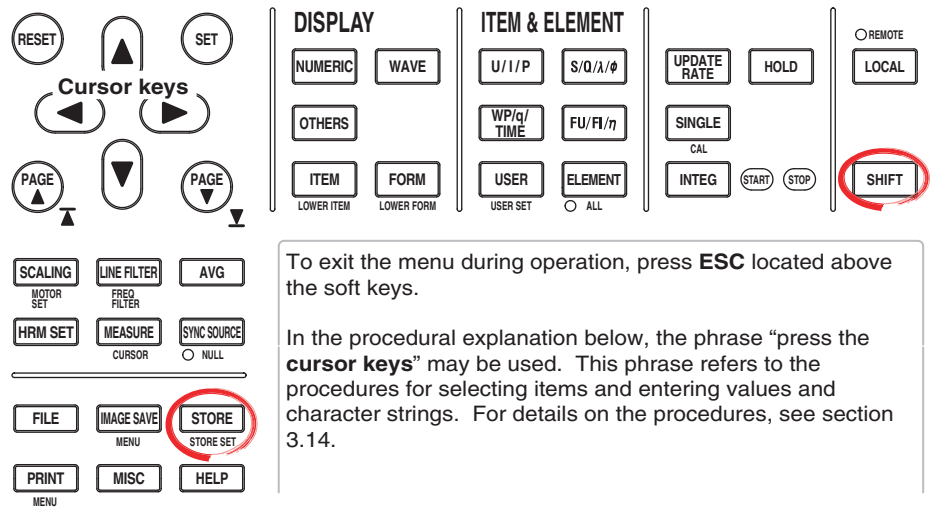 RESET
SET
Cursor keys
PAGE
PAGE
DISPLAY
NUMERIC
WAVE
OTHERS
ITEM
FORM
LOWER ITEM
LOWER FORM
ITEM & ELEMENT
U/I/P
S/Q/λ/ϕ
WP/q/
TIME
FU/FI/η
USER
ELEMENT
USER SET
ALL
UPDATE
RATE
HOLD
SINGLE
CAL
INTEG
START
STOP
REMOTE
LOCAL
SHIFT
SCALING
LINE FILTER
AVG
MOTOR
SET
FREQ
FILTER
HRM SET
MEASURE
SYNC SOURCE
CURSOR
NULL
FILE
IMAGE SAVE
STORE
MENU
STORE SET
PRINT
MISC
HELP
MENU
To exit the menu during operation, press ESC located above
the soft keys.
In the procedural explanation below, the phrase “press the
cursor keys” may be used.  This phrase refers to the
procedures for selecting items and entering values and
character strings.  For details on the procedures, see section
3.14.